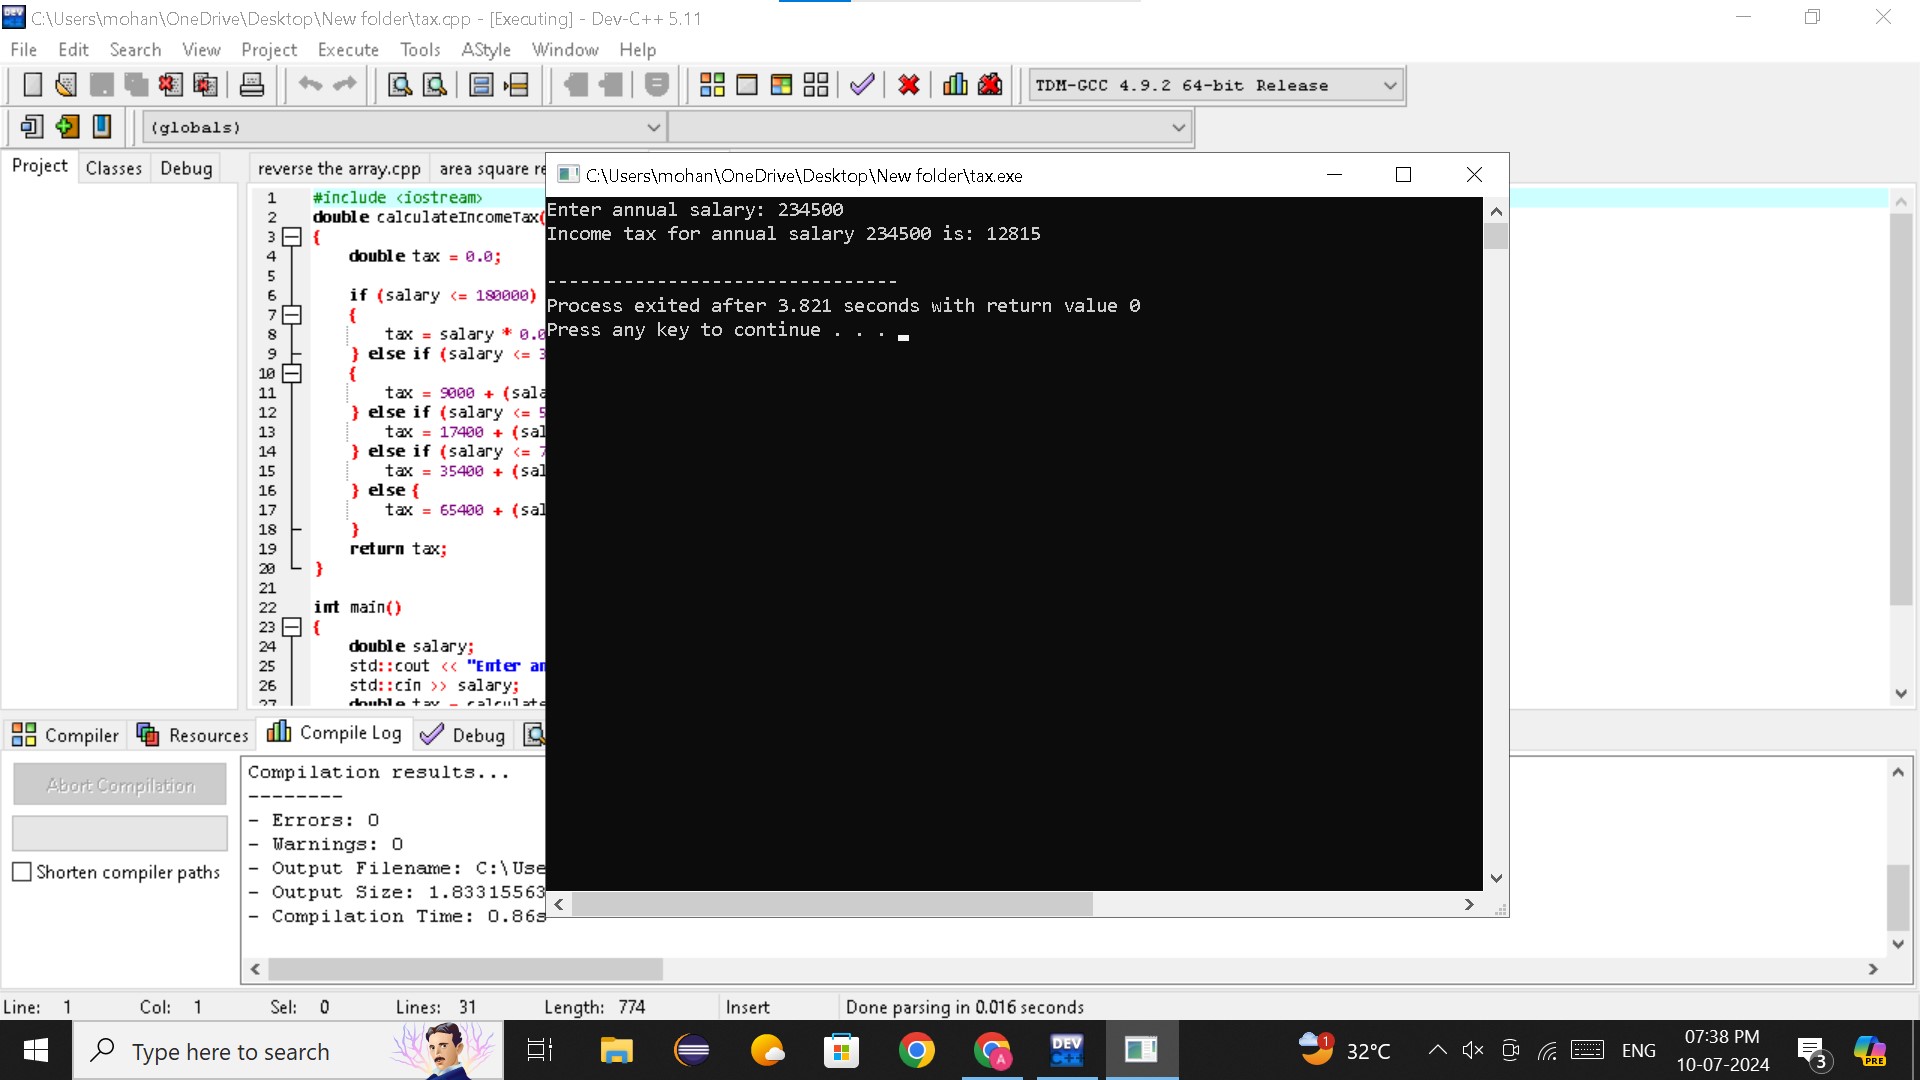 C:\Users\mohan\OneDrive\Desktop\New folder\tax.cpp - [Executing] - Dev-C++ 5.11
File Edit Search View Project Execute Tools AStyle Window Help
TDM-GCC 4.9.2 64-bit Release
(globals)
Project Classes Debug
reverse the array.cpp area square re
1 #include <iostream>
2 double calculateIncomeTax(
3 {
4 double tax = 0.0;
5
6 if (salary <= 180000)
7 {
8 tax = salary * 0.0
9 } else if (salary <= 3
10 {
11 tax = 9000 + (sala
12 } else if (salary <= 5
13 tax = 17400 + (sal
14 } else if (salary <= 7
15 tax = 35400 + (sal
16 } else {
17 tax = 65400 + (sal
18 }
19 return tax;
20 }
21
22 int main()
23 {
24 double salary;
25 std::cout << "Enter an
26 std::cin >> salary;
27 double tax = calculate
C:\Users\mohan\OneDrive\Desktop\New folder\tax.exe
Enter annual salary: 234500
Income tax for annual salary 234500 is: 12815
--------------------------------
Process exited after 3.821 seconds with return value 0
Press any key to continue . . .
Compiler Resources Compile Log Debug
Abort Compilation
Shorten compiler paths
Compilation results...
--------
- Errors: 0
- Warnings: 0
- Output Filename: C:\Use
- Output Size: 1.83315563
- Compilation Time: 0.86s
Line: 1 Col: 1 Sel: 0 Lines: 31 Length: 774 Insert Done parsing in 0.016 seconds
Type here to search
DEV C++
A
1
32°C
ENG
07:38 PM
10-07-2024
3
PRE